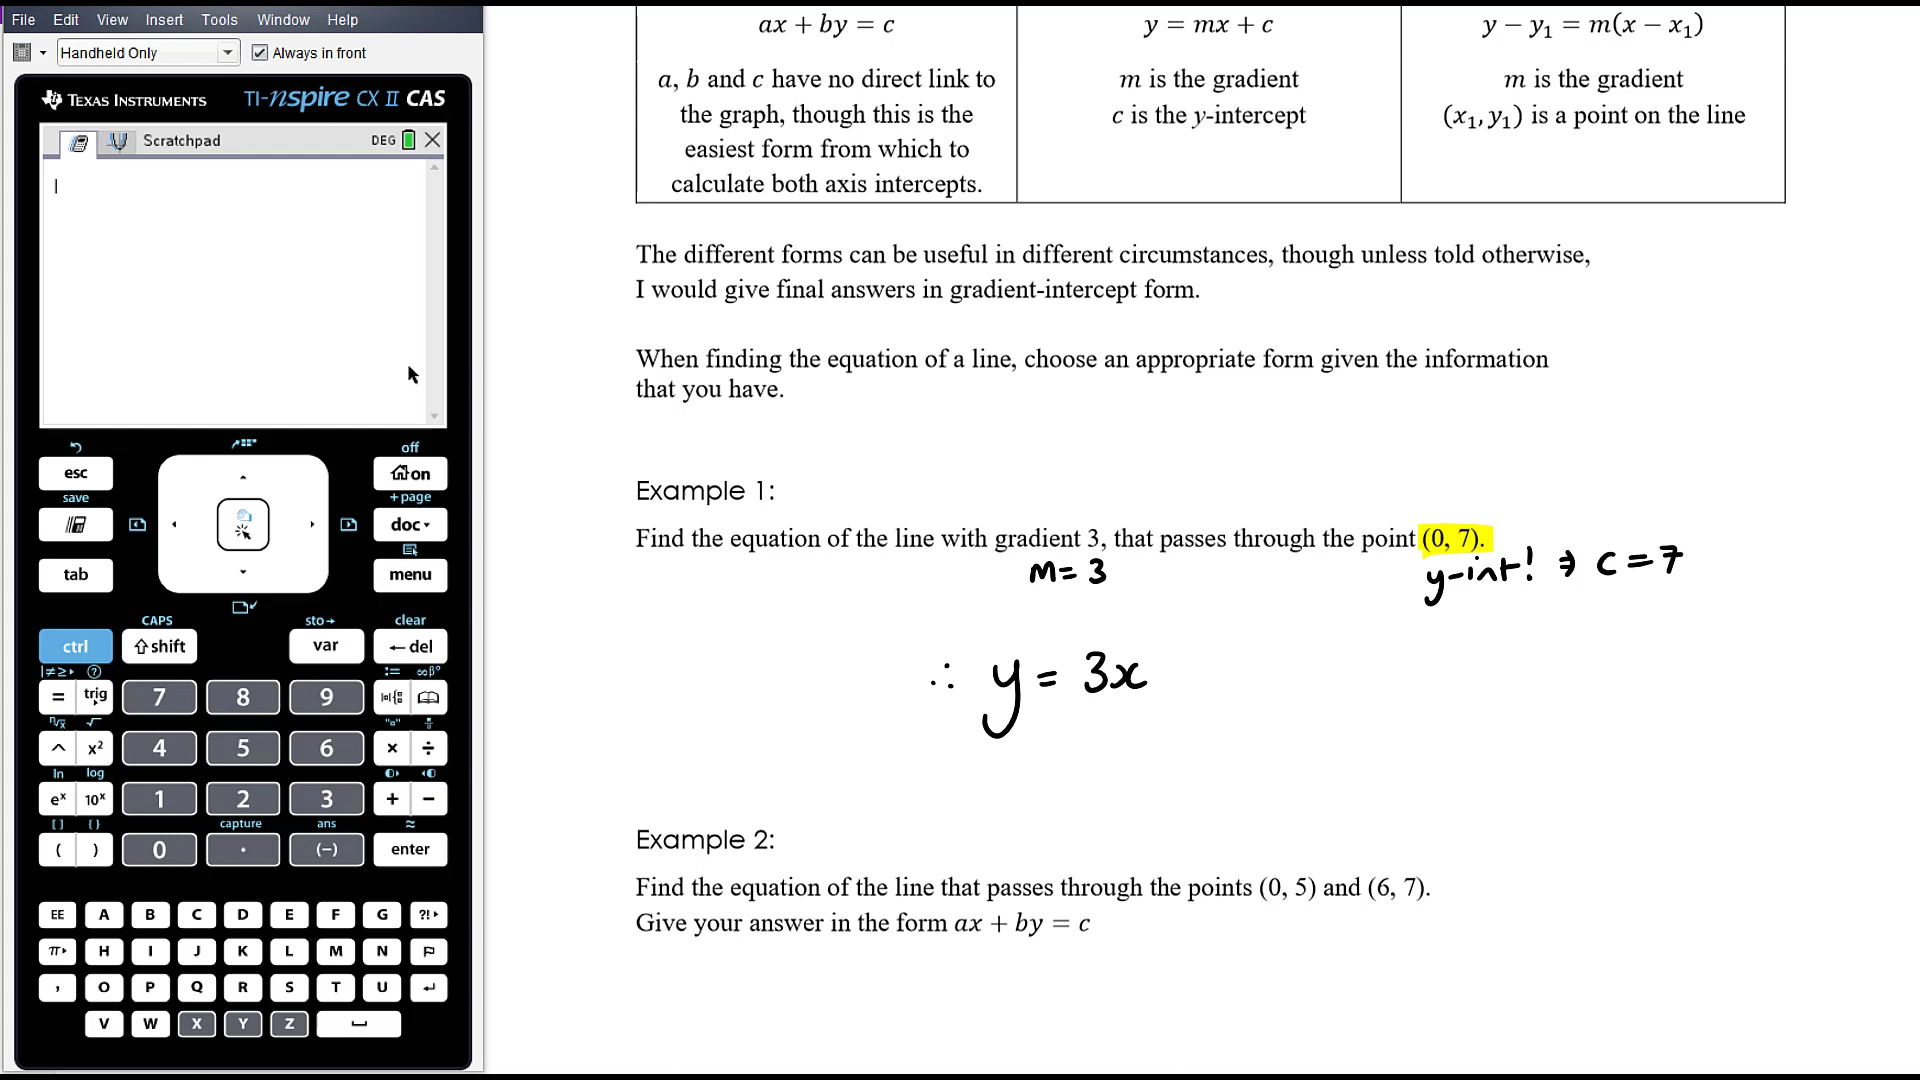 File Edit View Insert Tools Window Help
Handheld Only Always in front
TEXAS INSTRUMENTS TI-nspire CX II CAS
Scratchpad DEG
esc off
save on
+page
doc
tab menu
CAPS sto→ clear
ctrl shift var ←del
|≠≥▸ ? := ∞β°
= trig 7 8 9
ⁿ√x √ "□"
^ x² 4 5 6 × ÷
ln log
eˣ 10ˣ 1 2 3 + −
[ ] { } capture ans ≈
( ) 0 . (−) enter
EE A B C D E F G ?!▸
π▸ H I J K L M N
, O P Q R S T U
V W X Y Z
ax + by = c
a, b and c have no direct link to
the graph, though this is the
easiest form from which to
calculate both axis intercepts.
y = mx + c
m is the gradient
c is the y-intercept
y − y₁ = m(x − x₁)
m is the gradient
(x₁, y₁) is a point on the line
The different forms can be useful in different circumstances, though unless told otherwise,
I would give final answers in gradient-intercept form.
When finding the equation of a line, choose an appropriate form given the information
that you have.
Example 1:
Find the equation of the line with gradient 3, that passes through the point (0, 7).
m = 3 y-int! ⇒ c = 7
∴ y = 3x
Example 2:
Find the equation of the line that passes through the points (0, 5) and (6, 7).
Give your answer in the form ax + by = c